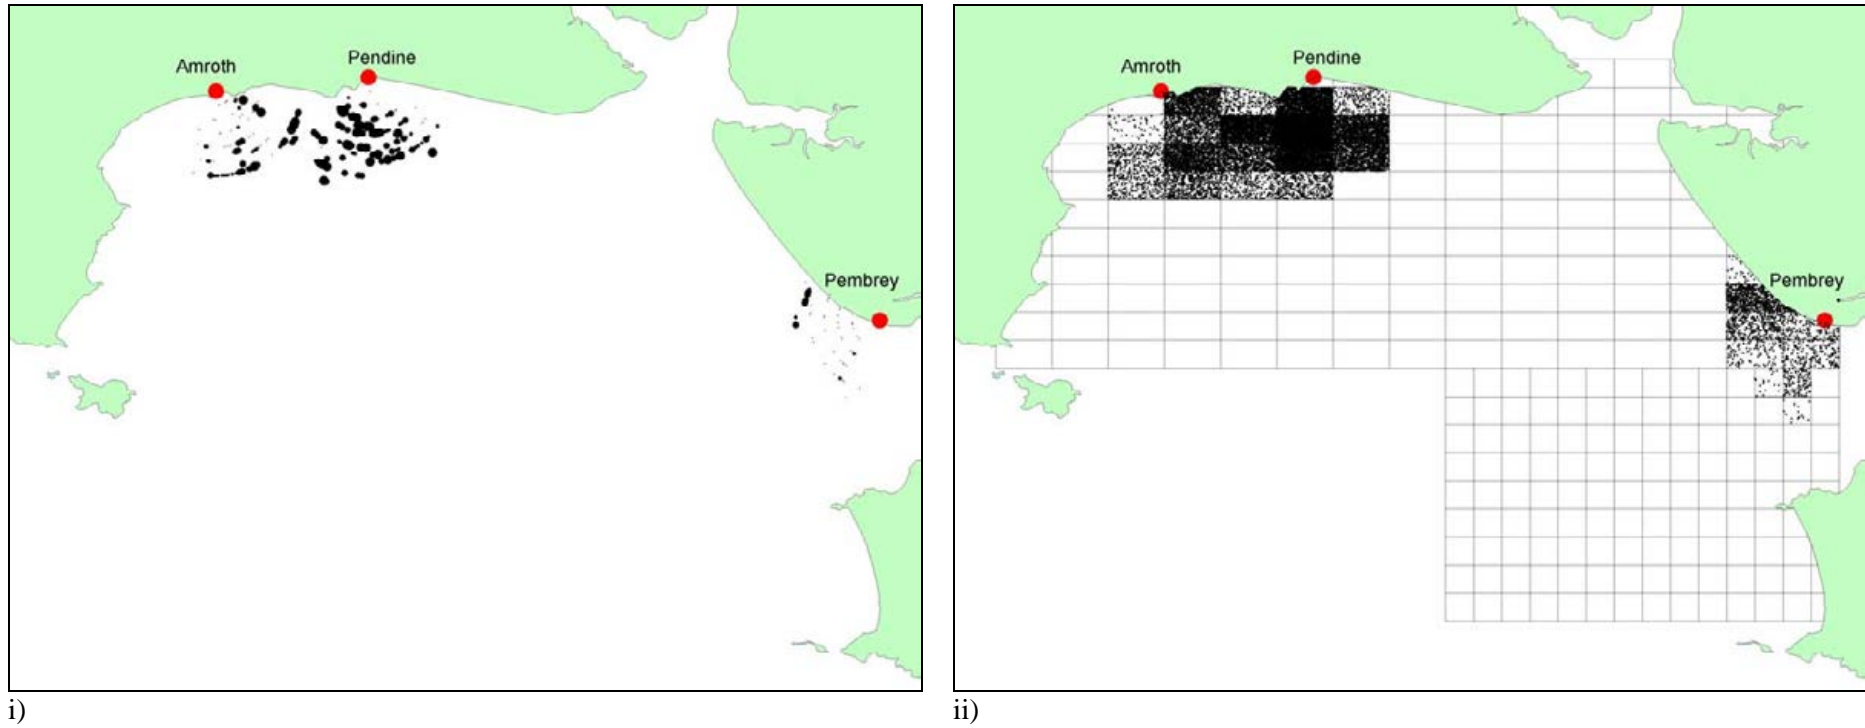 Amroth
Pendine
Pembrey
Amroth
Pendine
Pembrey
i)
ii)